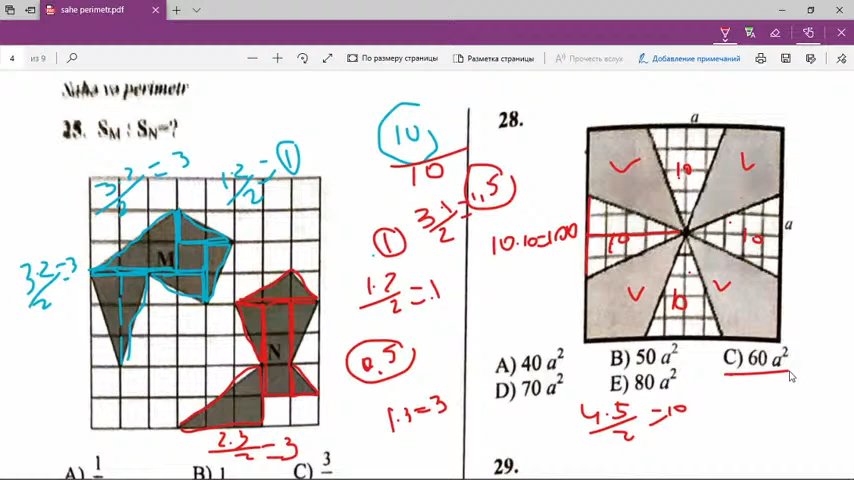 sahe perimetr.pdf
4 из 9
По размеру страницы
Разметка страницы
Прочесть вслух
Добавление примечаний
Sahə və perimetr
25. S_M : S_N=?
3·2/2 = 3
1·2/2 = 1
3·2/2 = 3
M
N
2·3/2 = 3
10/10
3·1/2 = 1,5
1
1·2/2 = 1
0,5
1·3 = 3
A) 1
B) 1
C) 3
28.
a
a
10
10
10
10
10·10=100
A) 40 a²
B) 50 a²
C) 60 a²
D) 70 a²
E) 80 a²
4·5/2 = 10
29.